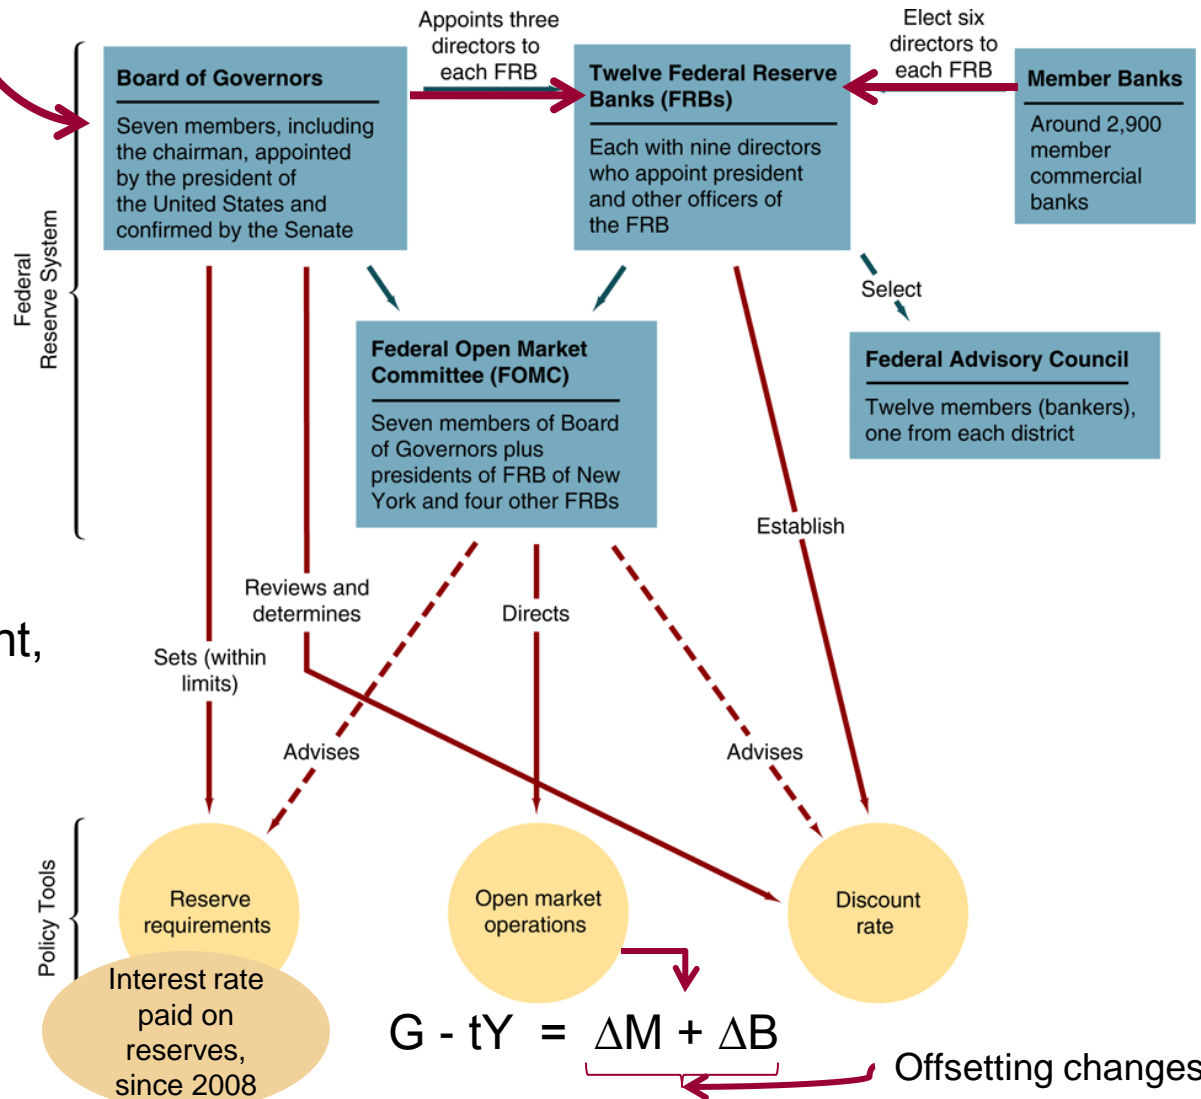 Appoints three
directors to
each FRB
Elect six
directors to
each FRB
Board of Governors
Seven members, including
the chairman, appointed
by the president of
the United States and
confirmed by the Senate
Twelve Federal Reserve
Banks (FRBs)
Each with nine directors
who appoint president
and other officers of
the FRB
Member Banks
Around 2,900
member
commercial
banks
Federal
Reserve System
Select
Federal Open Market
Committee (FOMC)
Seven members of Board
of Governors plus
presidents of FRB of New
York and four other FRBs
Federal Advisory Council
Twelve members (bankers),
one from each district
Establish
Reviews and
determines
Directs
nt,
Sets (within
limits)
Advises
Advises
Policy Tools
Reserve
requirements
Open market
operations
Discount
rate
Interest rate
paid on
reserves,
since 2008
G - tY = ΔM + ΔB
Offsetting changes